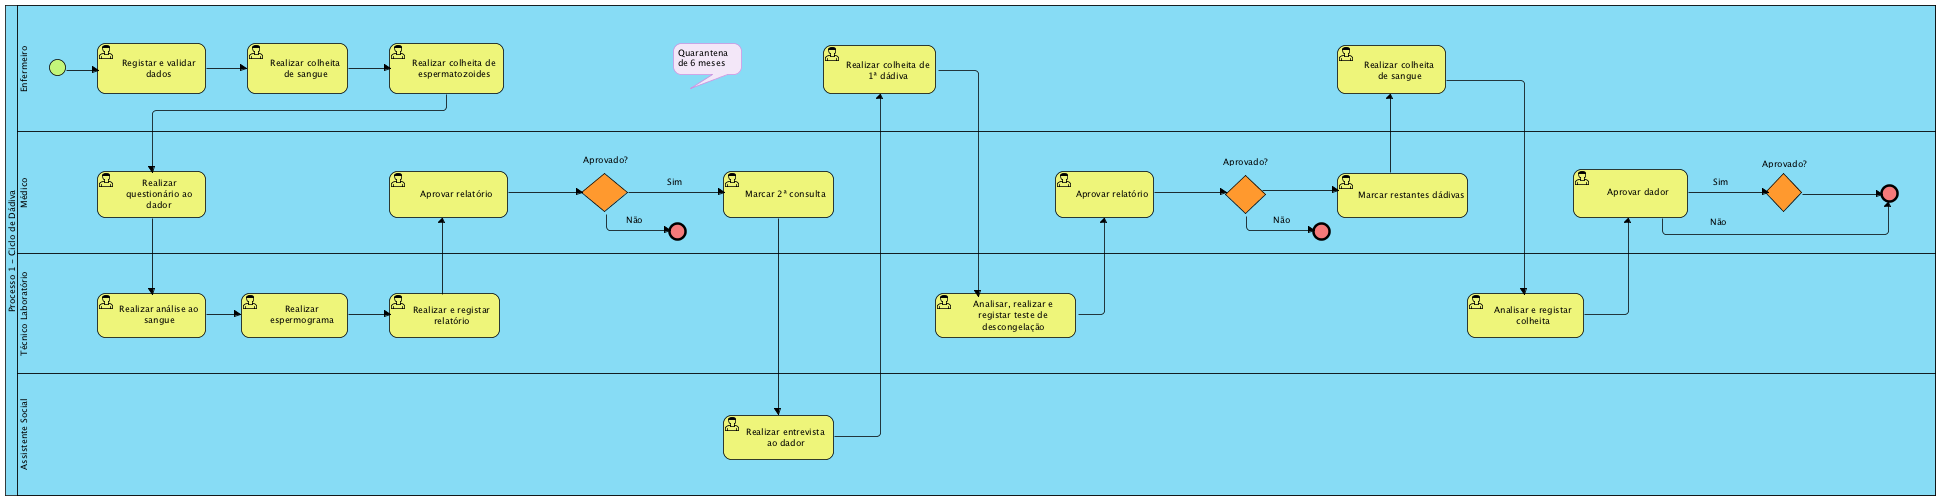 Processo 1 – Ciclo de Dádiva
Enfermeiro
Registar e validar
dados
Realizar colheita
de sangue
Realizar colheita de
espermatozoides
Quarantena
de 6 meses
Realizar colheita de
1ª dádiva
Realizar colheita
de sangue
Médico
Realizar
questionário ao
dador
Aprovar relatório
Aprovado?
Sim
Não
Marcar 2ª consulta
Aprovar relatório
Aprovado?
Não
Marcar restantes dádivas
Aprovar dador
Sim
Não
Aprovado?
Técnico Laboratório
Realizar análise ao
sangue
Realizar
espermograma
Realizar e registar
relatório
Analisar, realizar e
registar teste de
descongelação
Analisar e registar
colheita
Assistente Social
Realizar entrevista
ao dador